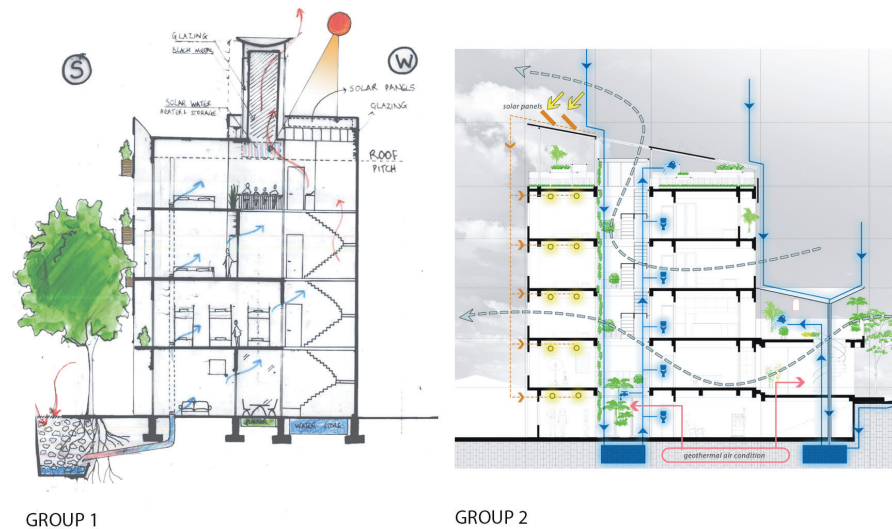 S
GLAZING
BLACK MESH
SOLAR WATER
HEATER & STORAGE
W
SOLAR PANELS
GLAZING
ROOF
PITCH
WATER STORE
GROUP 1
solar panels
geothermal air condition
GROUP 2